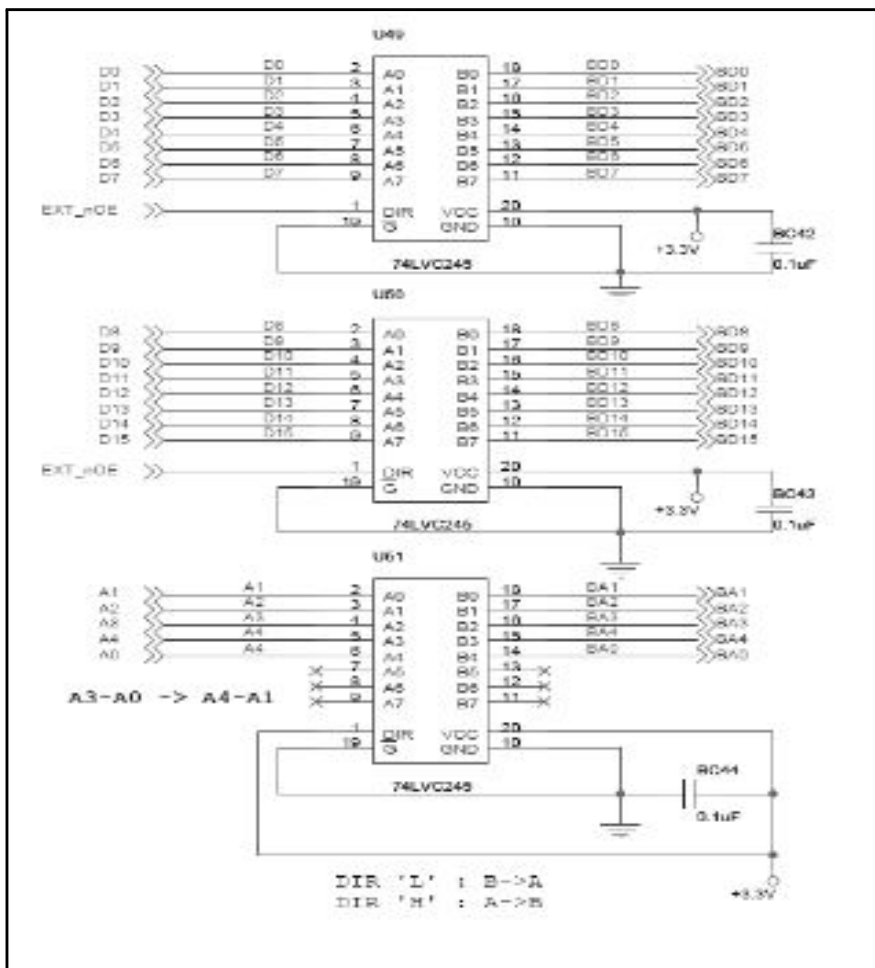 U49
D0 D0 2 A0 B0 18 BD0 BD0
D1 D1 3 A1 B1 17 BD1 BD1
D2 D2 4 A2 B2 16 BD2 BD2
D3 D3 5 A3 B3 15 BD3 BD3
D4 D4 6 A4 B4 14 BD4 BD4
D5 D5 7 A5 B5 13 BD5 BD5
D6 D6 8 A6 B6 12 BD6 BD6
D7 D7 9 A7 B7 11 BD7 BD7
EXT_nOE 1 DIR VCC 20
19 G GND 10
+3.3V
BC42
0.1uF
74LVC245
U50
D8 D8 2 A0 B0 18 BD8 BD8
D9 D9 3 A1 B1 17 BD9 BD9
D10 D10 4 A2 B2 16 BD10 BD10
D11 D11 5 A3 B3 15 BD11 BD11
D12 D12 6 A4 B4 14 BD12 BD12
D13 D13 7 A5 B5 13 BD13 BD13
D14 D14 8 A6 B6 12 BD14 BD14
D15 D15 9 A7 B7 11 BD15 BD15
EXT_nOE 1 DIR VCC 20
19 G GND 10
+3.3V
BC43
0.1uF
74LVC245
U51
A1 A1 2 A0 B0 18 BA1 BA1
A2 A2 3 A1 B1 17 BA2 BA2
A3 A3 4 A2 B2 16 BA3 BA3
A4 A4 5 A3 B3 15 BA4 BA4
A0 A4 6 A4 B4 14 BA0 BA0
7 A5 B5 13
8 A6 B6 12
9 A7 B7 11
A3-A0 -> A4-A1
1 DIR VCC 20
19 G GND 10
BC44
74LVC245
0.1uF
DIR 'L' : B->A
DIR 'H' : A->B
+3.3V